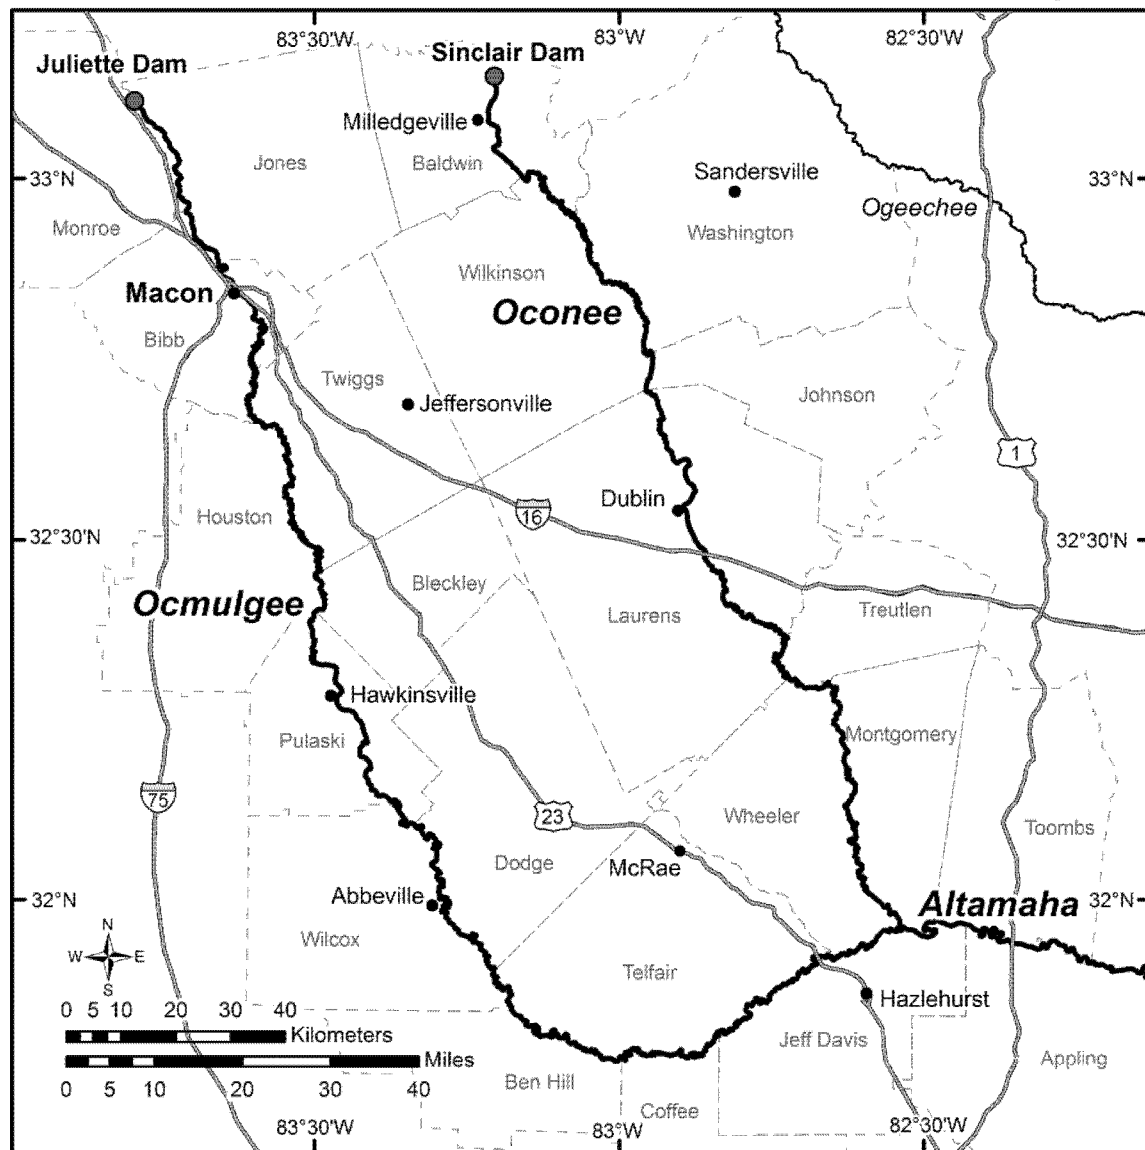 83°30'W
83°W
82°30'W
Sinclair Dam
Juliette Dam
Milledgeville
Jones
Baldwin
Sandersville
33°N
33°N
Ogeechee
Monroe
Washington
Wilkinson
Macon
Oconee
Bibb
Twiggs
Johnson
Jeffersonville
1
Dublin
16
Houston
32°30'N
32°30'N
Bleckley
Ocmulgee
Laurens
Treutlen
Hawkinsville
Pulaski
Montgomery
75
23
Wheeler
Toombs
Dodge
McRae
Abbeville
32°N
Altamaha
32°N
N
Wilcox
W
E
S
Telfair
Hazlehurst
0 5 10 20 30 40
Kilometers
Jeff Davis
Miles
Appling
0 5 10 20 30 40
Ben Hill
Coffee
83°30'W
83°W
82°30'W